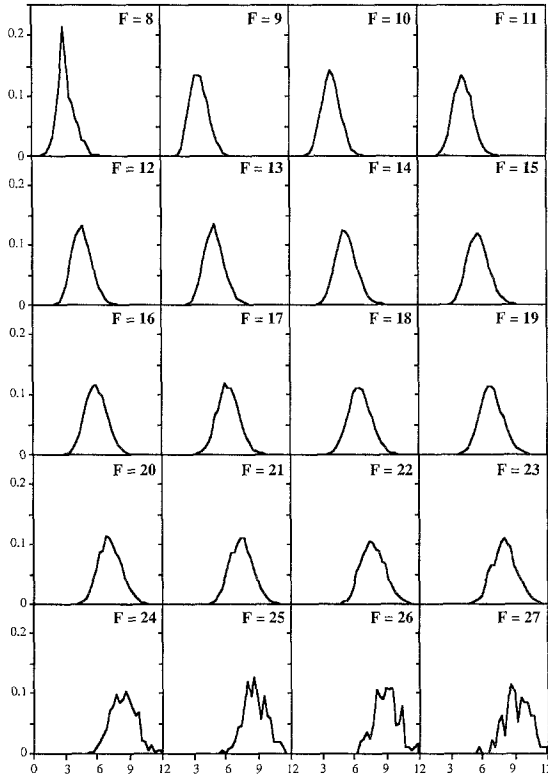 0.2
F = 8 F = 9 F = 10 F = 11
0.1
0
F = 12 F = 13 F = 14 F = 15
0.2
0.1
0
F = 16 F = 17 F = 18 F = 19
0.2
0.1
0
F = 20 F = 21 F = 22 F = 23
0.2
0.1
0
F = 24 F = 25 F = 26 F = 27
0.2
0.1
0
0 3 6 9 12 3 6 9 12 3 6 9 12 3 6 9 12